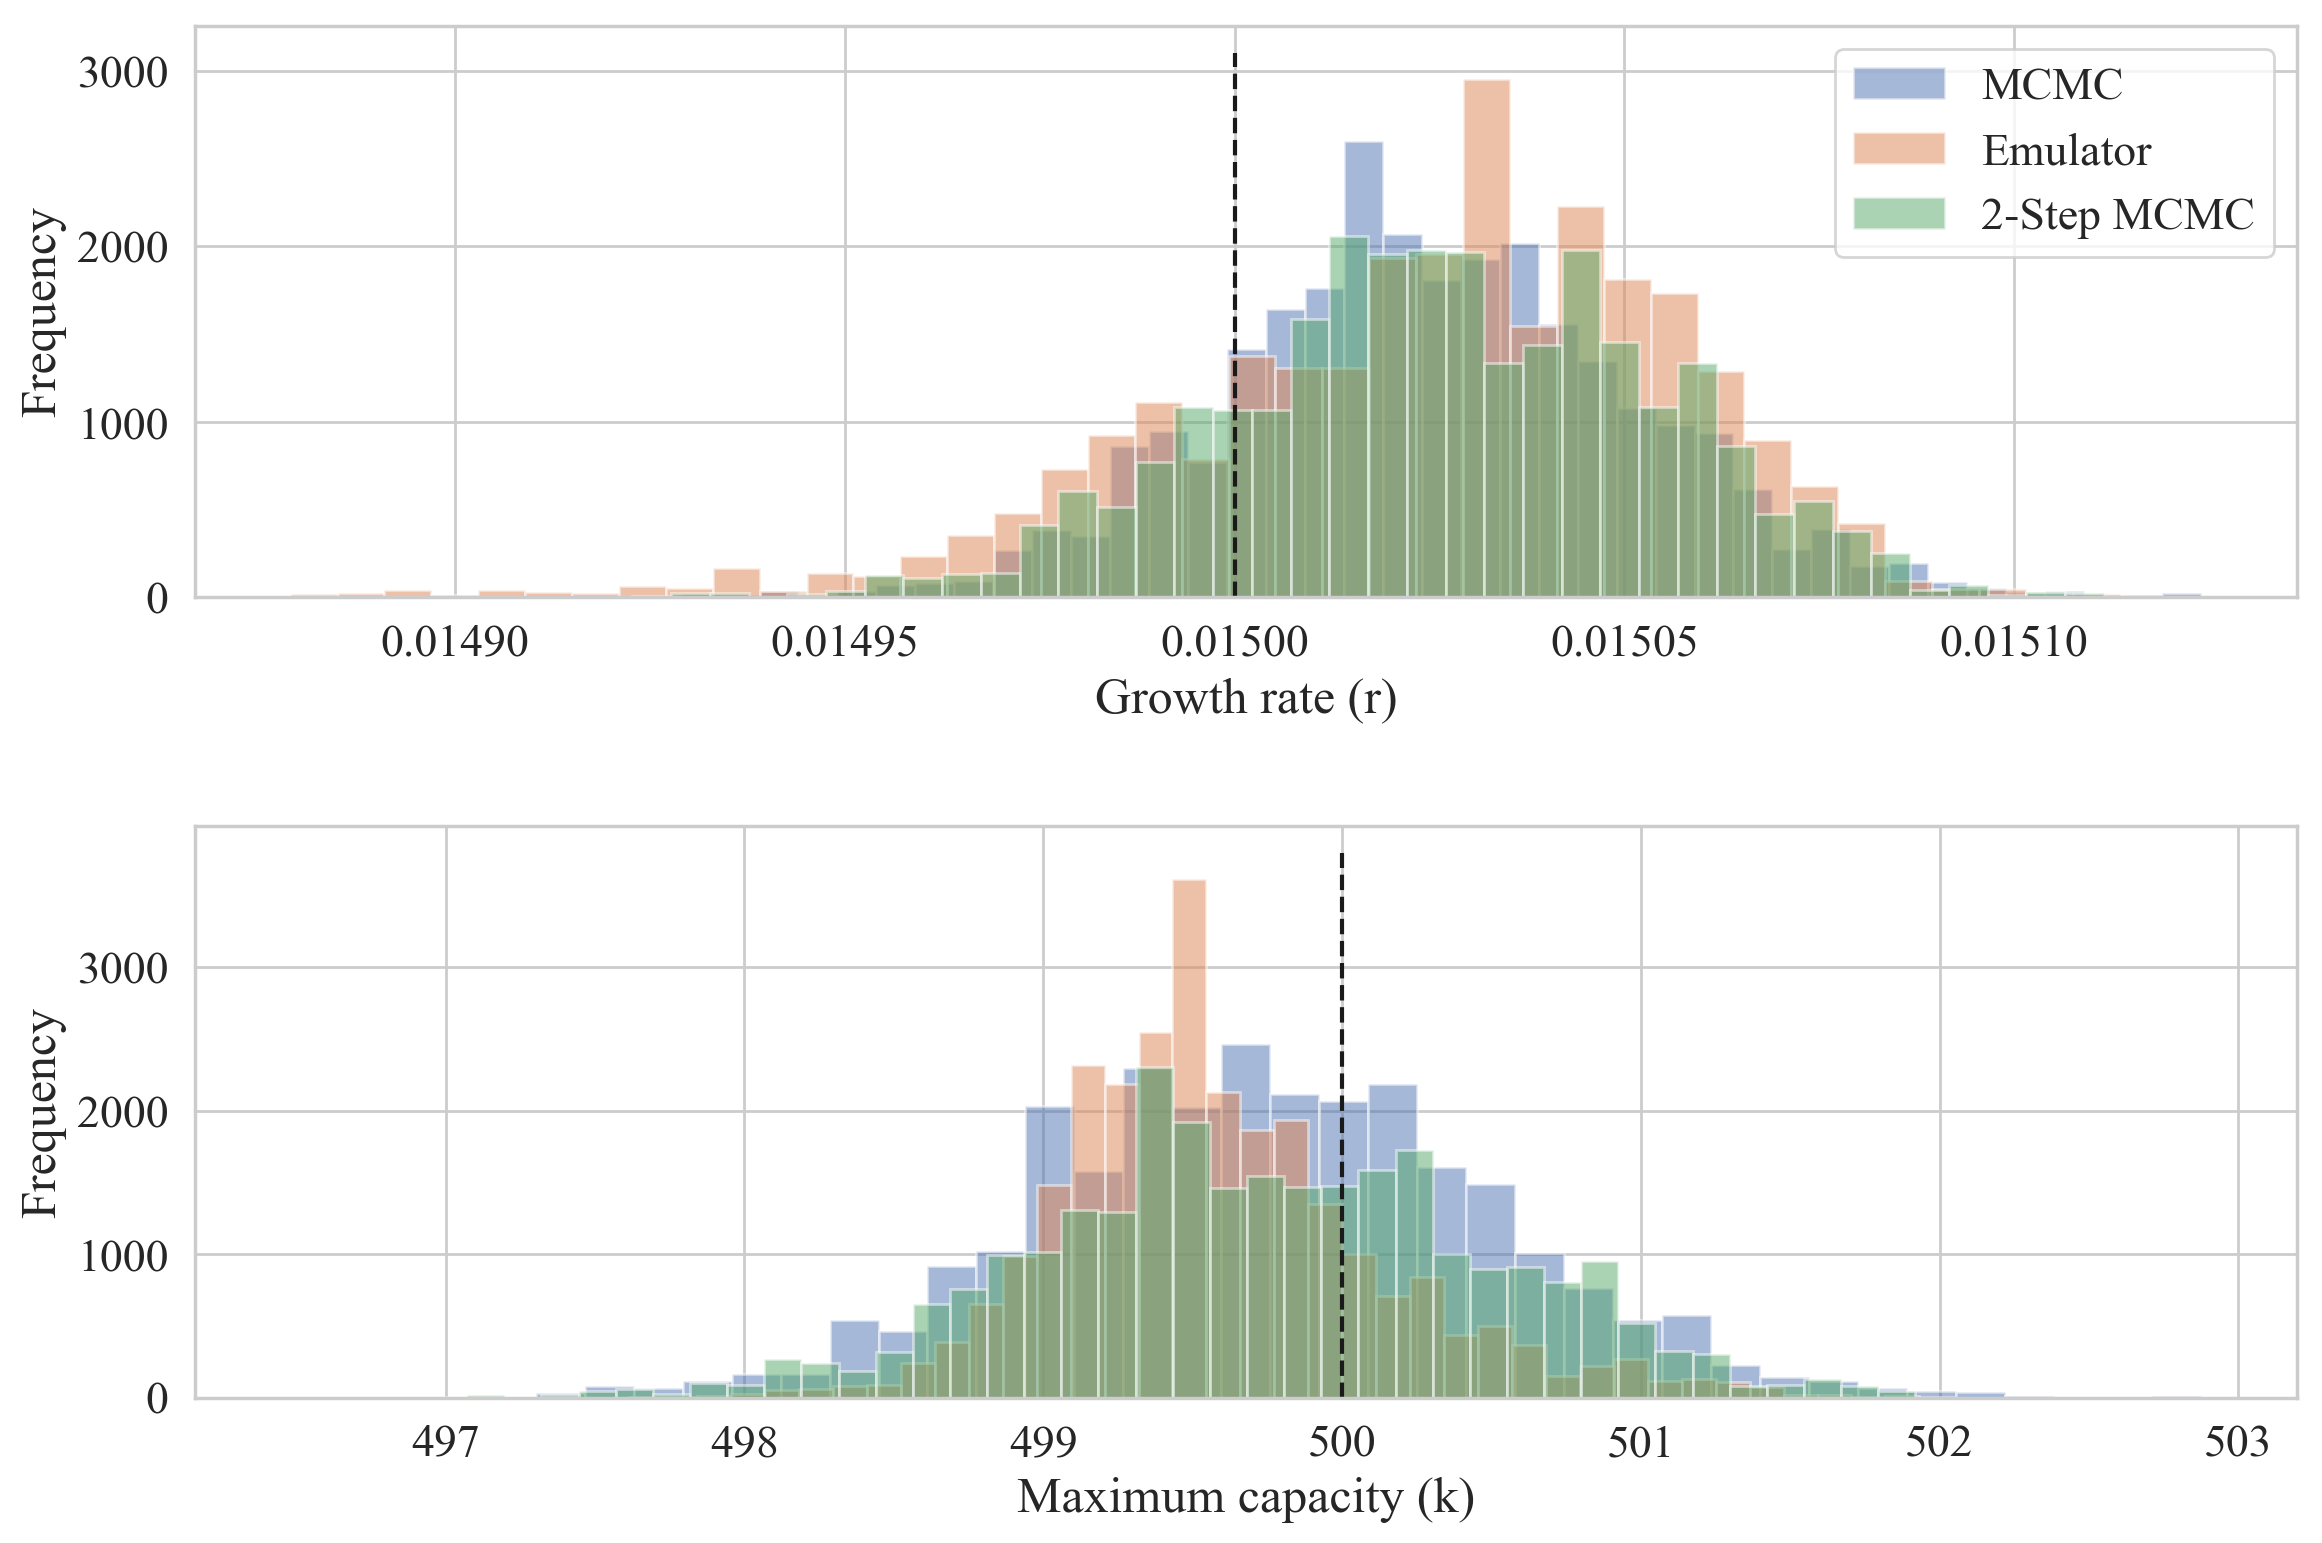 3000
2000
1000
0
Frequency
MCMC
Emulator
2-Step MCMC
0.01490 0.01495 0.01500 0.01505 0.01510
Growth rate (r)
3000
2000
1000
0
Frequency
497 498 499 500 501 502 503
Maximum capacity (k)